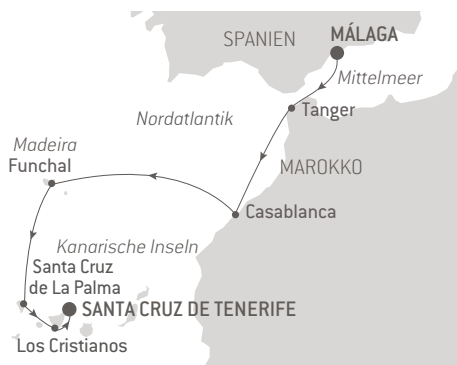 SPANIEN
MÁLAGA
Mittelmeer
Tanger
Nordatlantik
Madeira
Funchal
MAROKKO
Casablanca
Kanarische Inseln
Santa Cruz
de La Palma
SANTA CRUZ DE TENERIFE
Los Cristianos